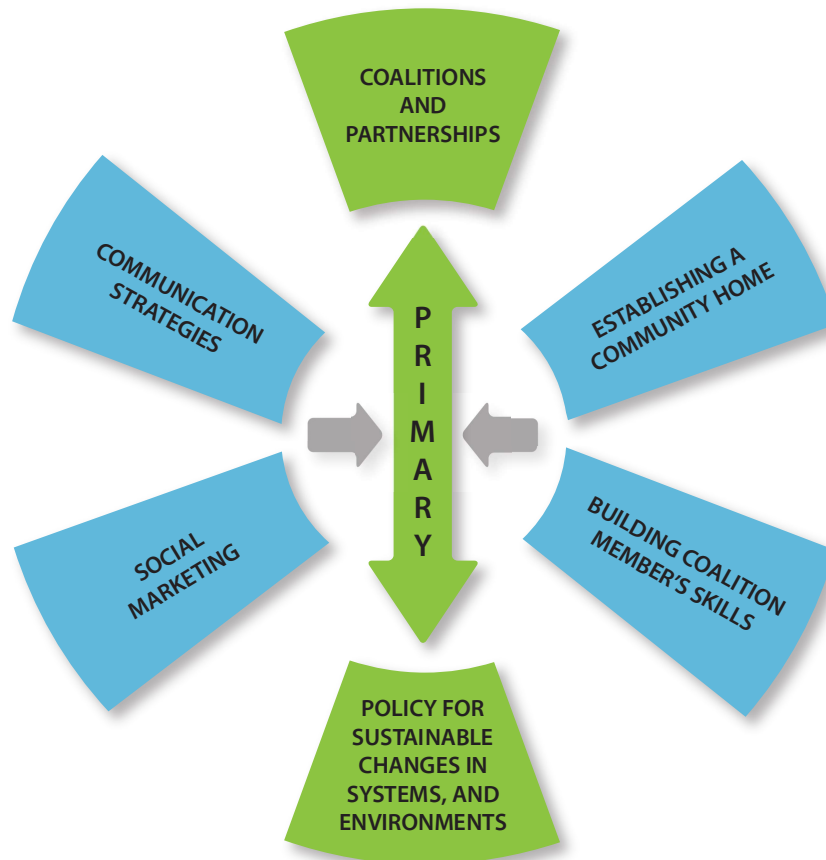 COALITIONS
AND
PARTNERSHIPS
COMMUNICATION
STRATEGIES
ESTABLISHING A
COMMUNITY HOME
PRIMARY
SOCIAL
MARKETING
BUILDING COALITION
MEMBER'S SKILLS
POLICY FOR
SUSTAINABLE
CHANGES IN
SYSTEMS, AND
ENVIRONMENTS